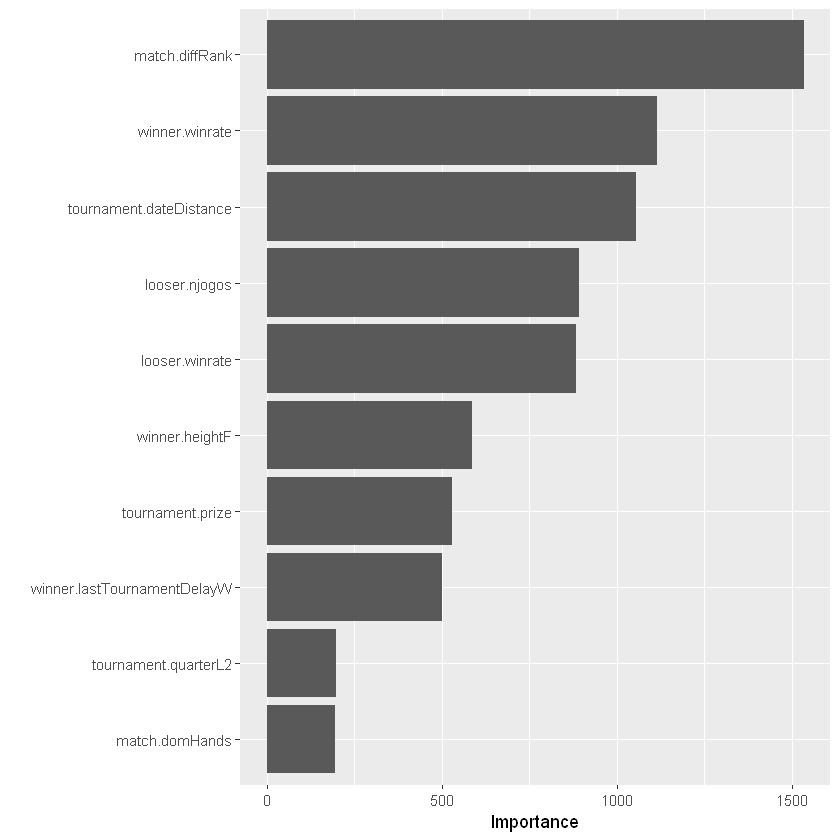 match.diffRank
winner.winrate
tournament.dateDistance
looser.njogos
looser.winrate
winner.heightF
tournament.prize
winner.lastTournamentDelayW
tournament.quarterL2
match.domHands
0 500 1000 1500
Importance